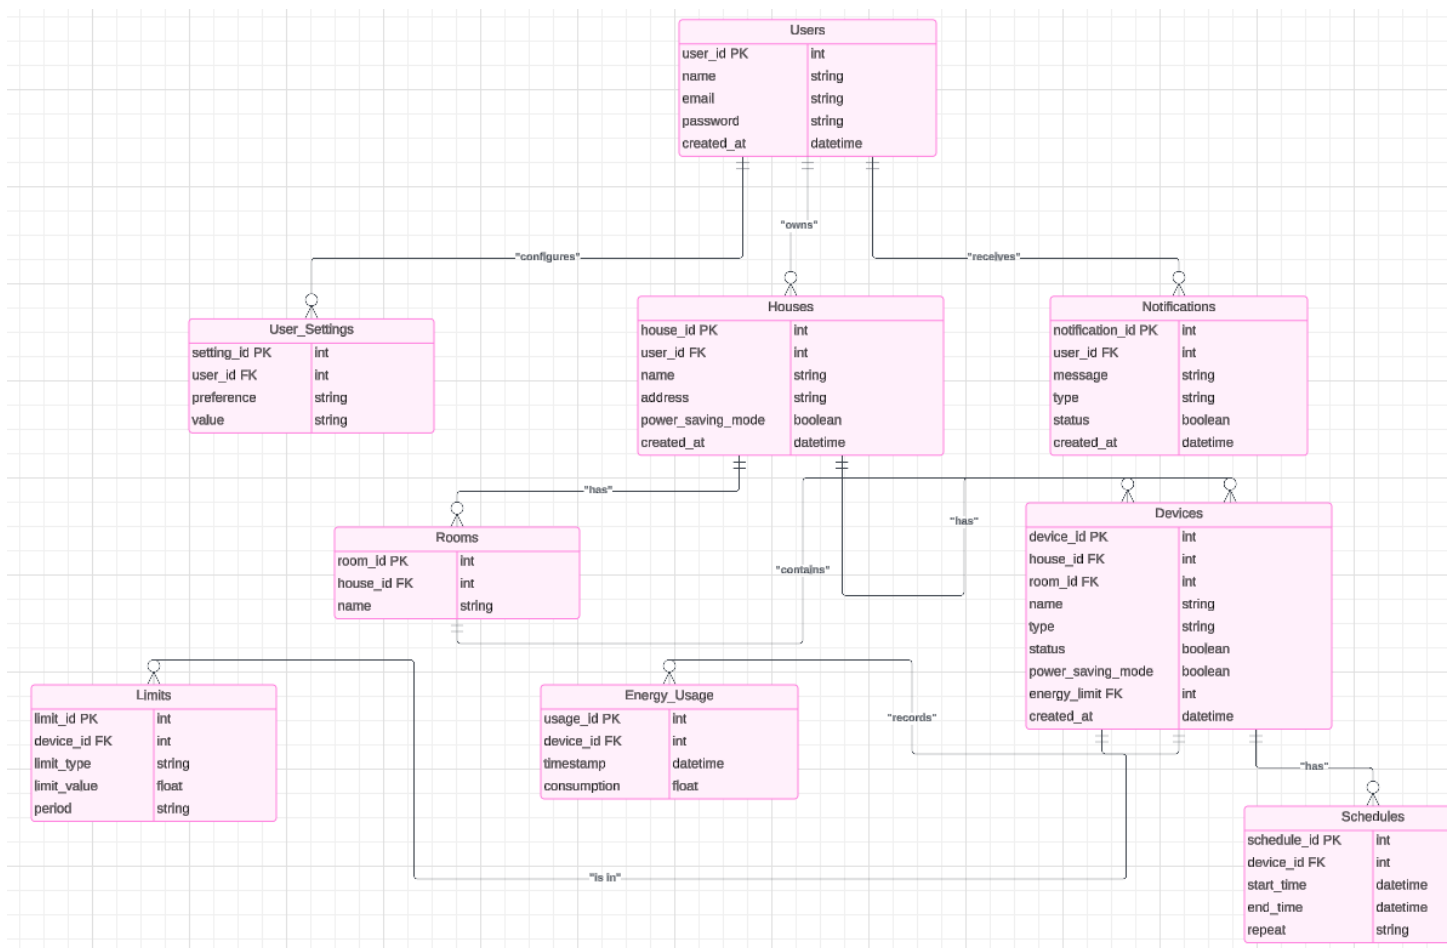 Users
user_id PK int
name string
email string
password string
created_at datetime
"owns"
"configures"
"receives"
User_Settings
setting_id PK int
user_id FK int
preference string
value string
Houses
house_id PK int
user_id FK int
name string
address string
power_saving_mode boolean
created_at datetime
Notifications
notification_id PK int
user_id FK int
message string
type string
status boolean
created_at datetime
"has"
"has"
"contains"
Rooms
room_id PK int
house_id FK int
name string
Devices
device_id PK int
house_id FK int
room_id FK int
name string
type string
status boolean
power_saving_mode boolean
energy_limit FK int
created_at datetime
Limits
limit_id PK int
device_id FK int
limit_type string
limit_value float
period string
Energy_Usage
usage_id PK int
device_id FK int
timestamp datetime
consumption float
"records"
"has"
"is in"
Schedules
schedule_id PK int
device_id FK int
start_time datetime
end_time datetime
repeat string